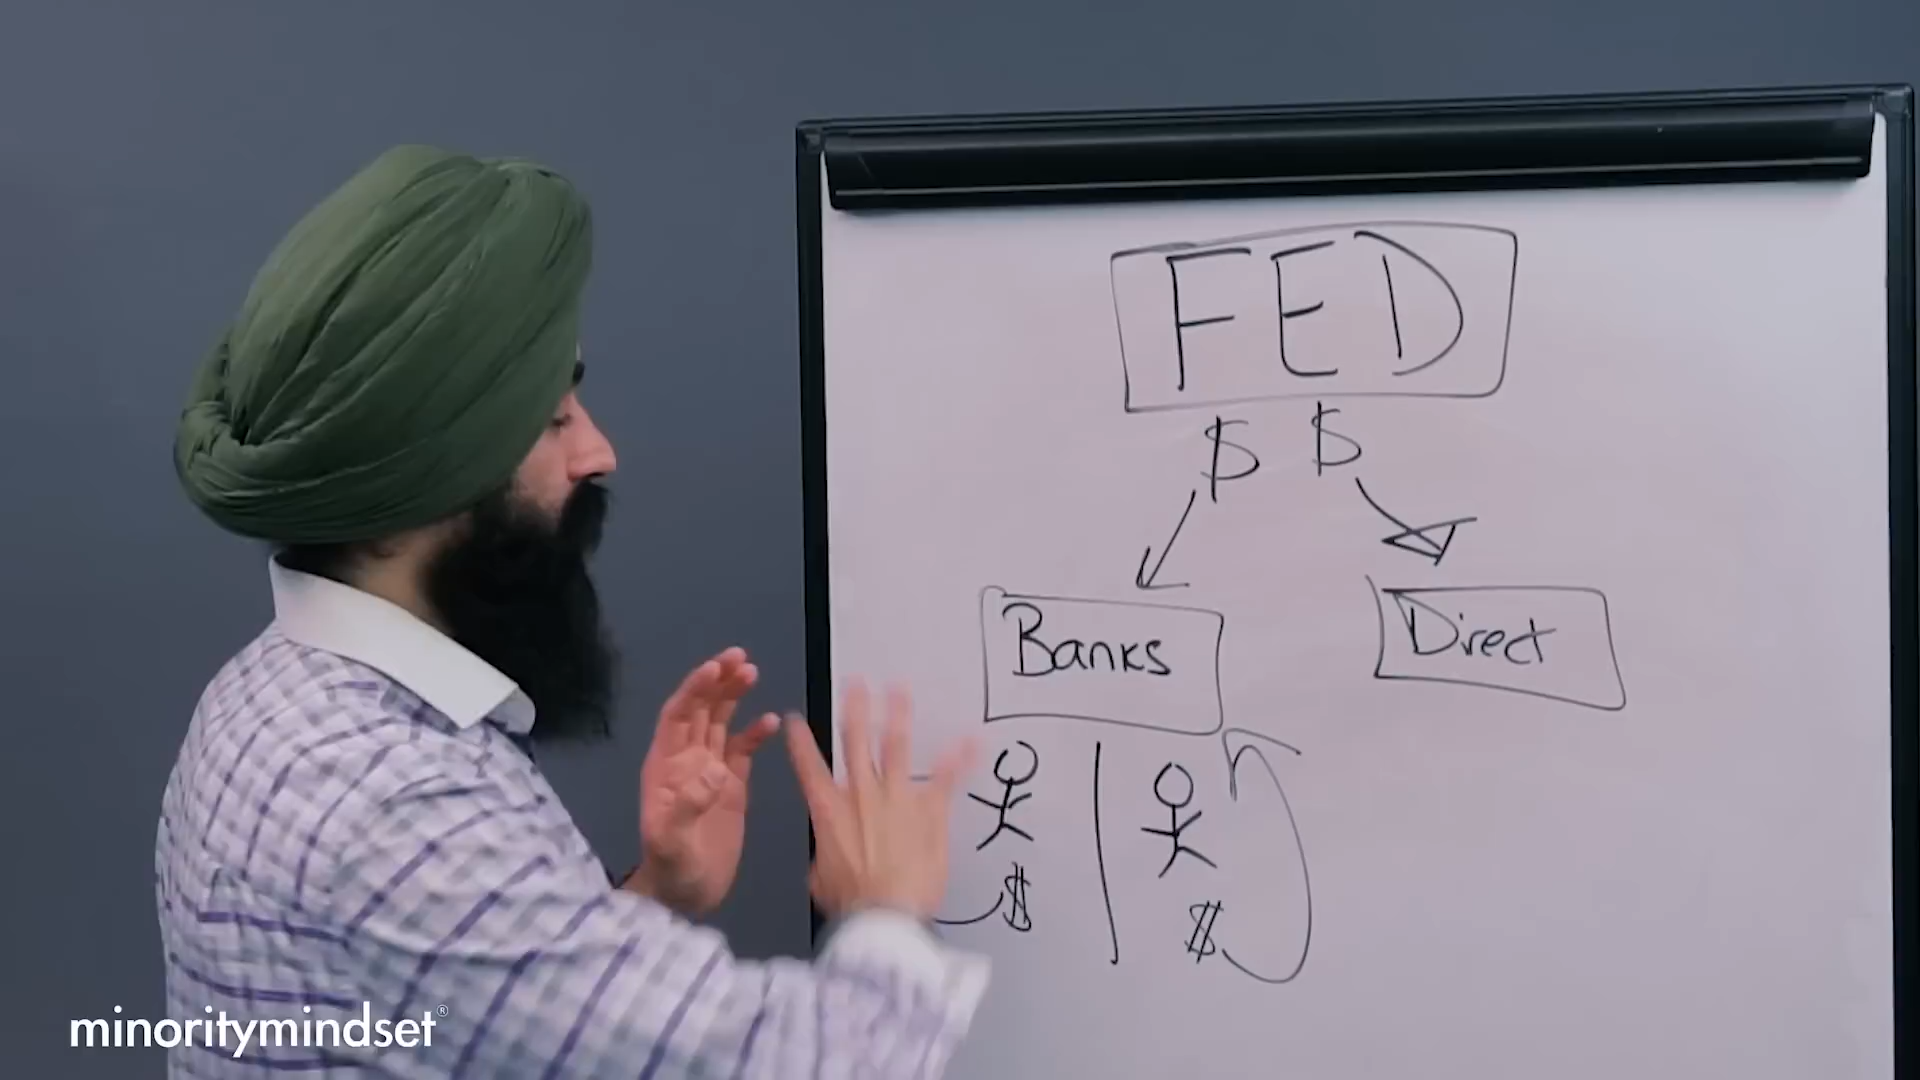 FED
$ $
Banks
Direct
$
$
minoritymindset®